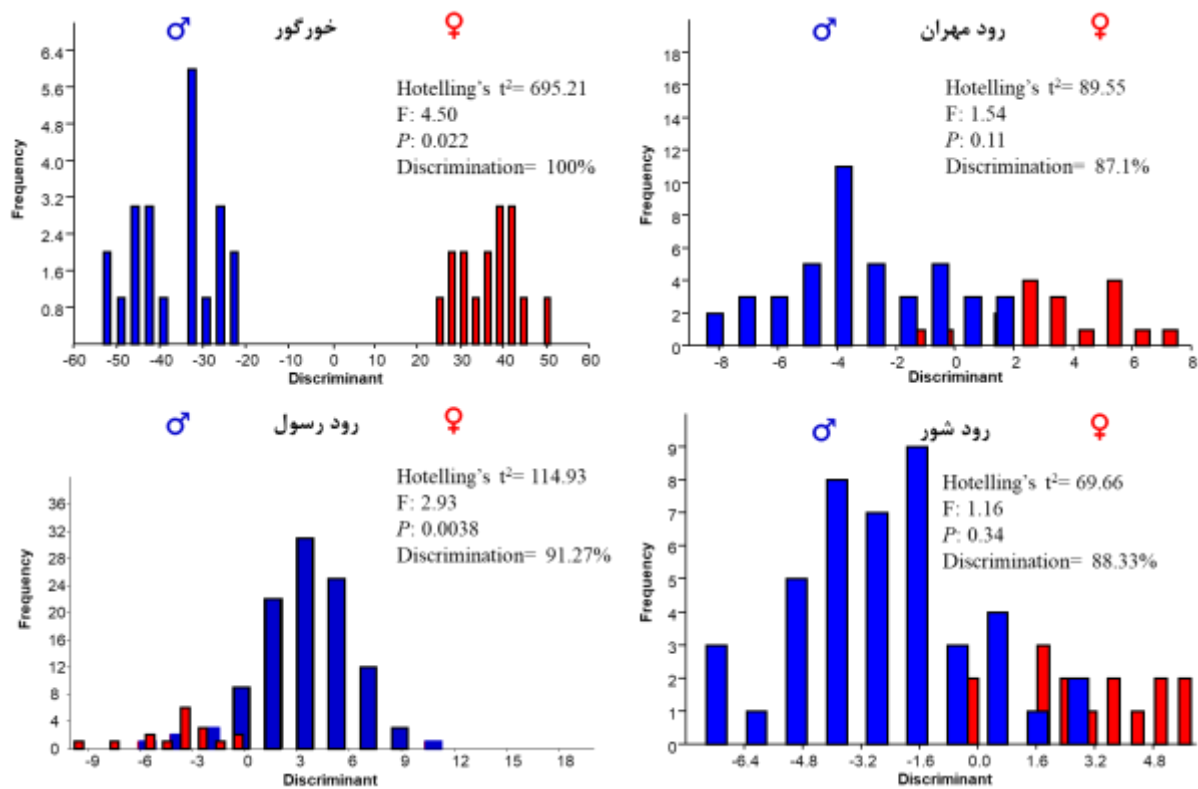 ♂ خورگور ♀
Hotelling's t²= 695.21
F: 4.50
P: 0.022
Discrimination= 100%
Frequency
6.4
5.6
4.8
4.0
3.2
2.4
1.6
0.8
-60 -50 -40 -30 -20 -10 0 10 20 30 40 50 60
Discriminant
♂ رود مهران ♀
Hotelling's t²= 89.55
F: 1.54
P: 0.11
Discrimination= 87.1%
Frequency
18
16
14
12
10
8
6
4
2
0
-8 -6 -4 -2 0 2 4 6 8
Discriminant
♂ رود رسول ♀
Hotelling's t²= 114.93
F: 2.93
P: 0.0038
Discrimination= 91.27%
Frequency
36
32
28
24
20
16
12
8
4
0
-9 -6 -3 0 3 6 9 12 15 18
Discriminant
♂ رود شور ♀
Hotelling's t²= 69.66
F: 1.16
P: 0.34
Discrimination= 88.33%
Frequency
9
8
7
6
5
4
3
2
1
0
-6.4 -4.8 -3.2 -1.6 0.0 1.6 3.2 4.8
Discriminant